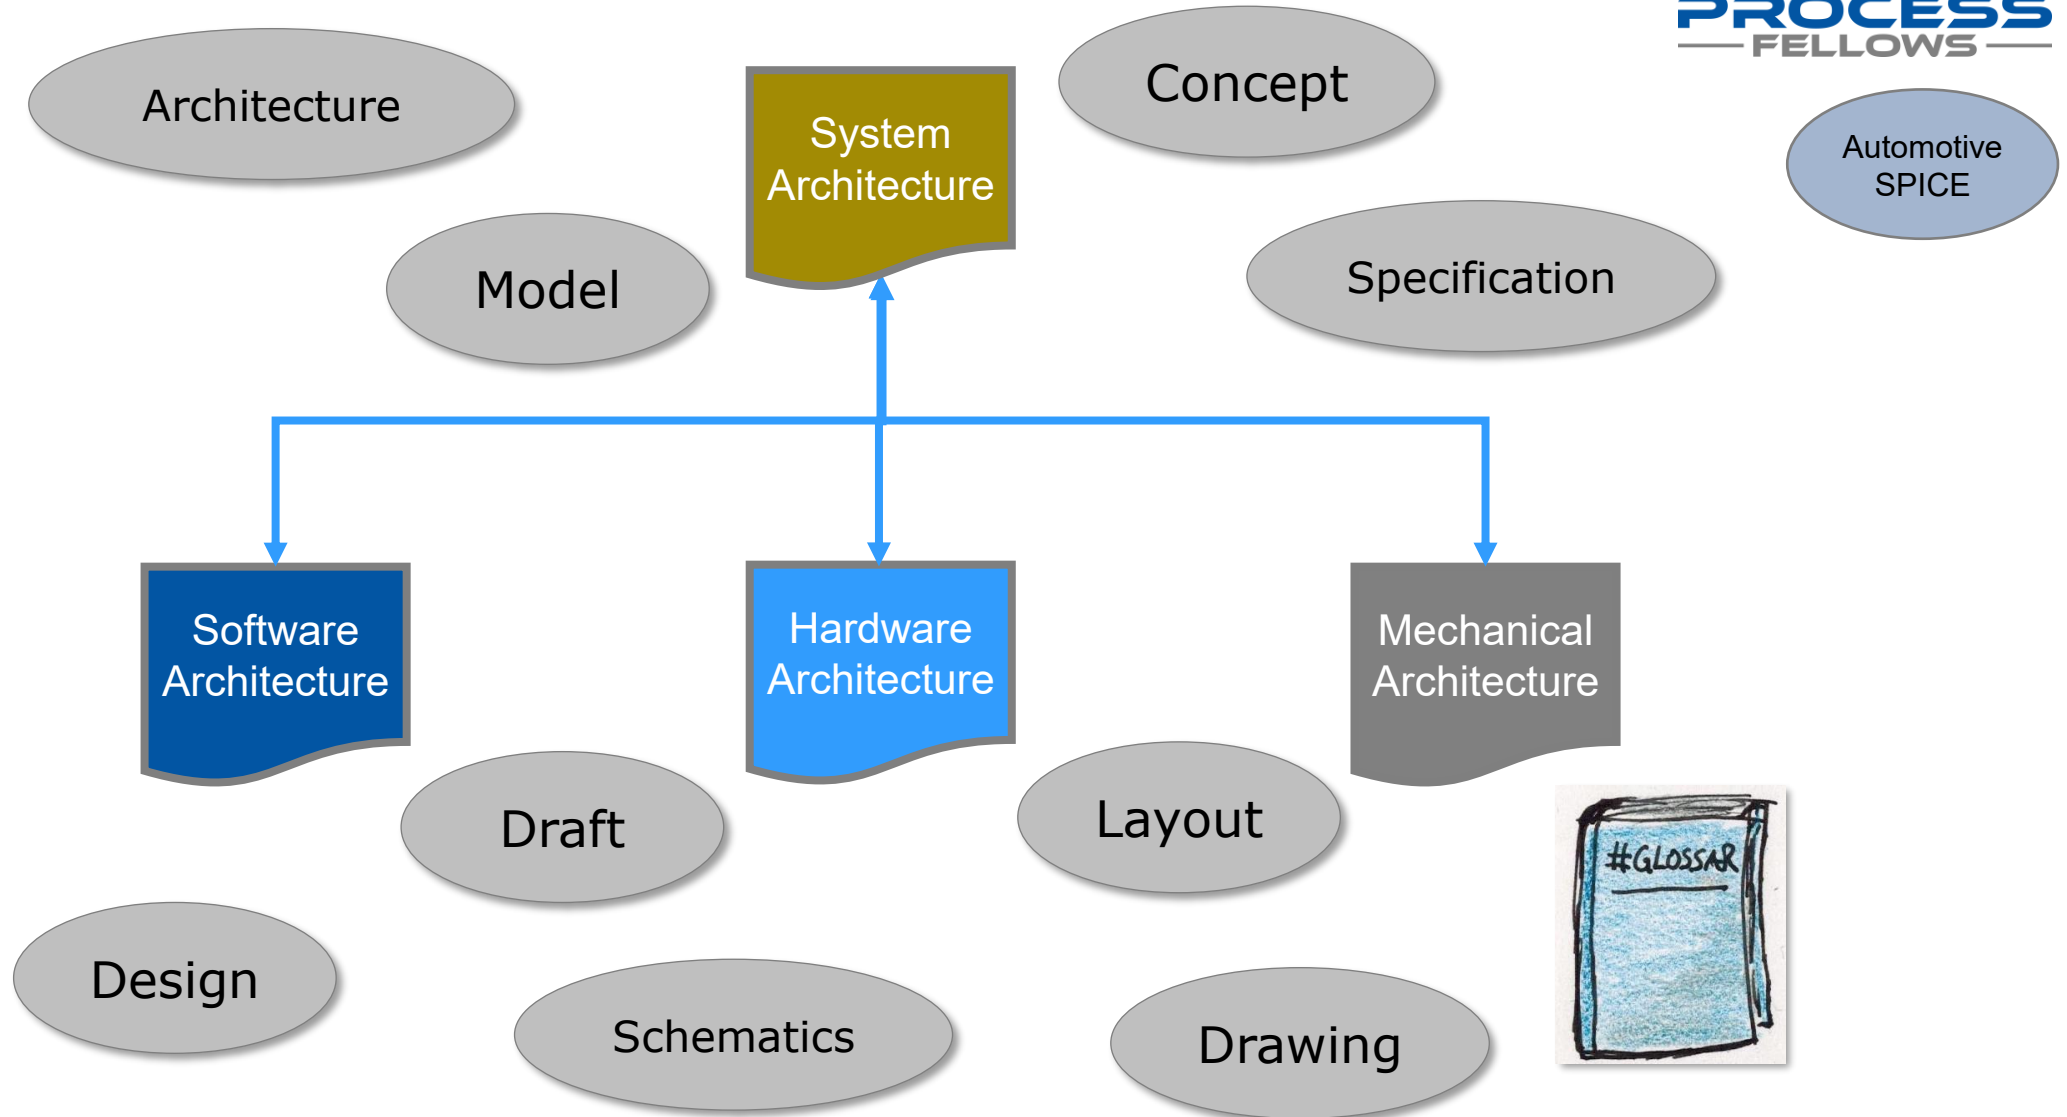 PROCESS
FELLOWS
Architecture
Concept
System
Architecture
Automotive
SPICE
Model
Specification
Software
Architecture
Hardware
Architecture
Mechanical
Architecture
Draft
Layout
#GLOSSAR
Design
Schematics
Drawing